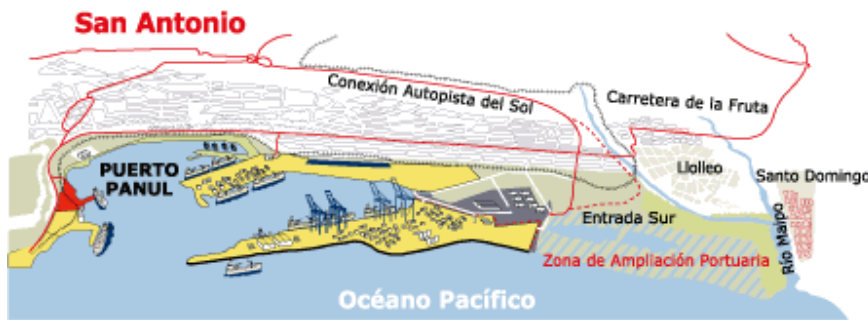 San Antonio
Conexión Autopista del Sol
Carretera de la Fruta
PUERTO
PANUL
Llolleo
Santo Domingo
Entrada Sur
Zona de Ampliación Portuaria
Río Maipo
Océano Pacífico